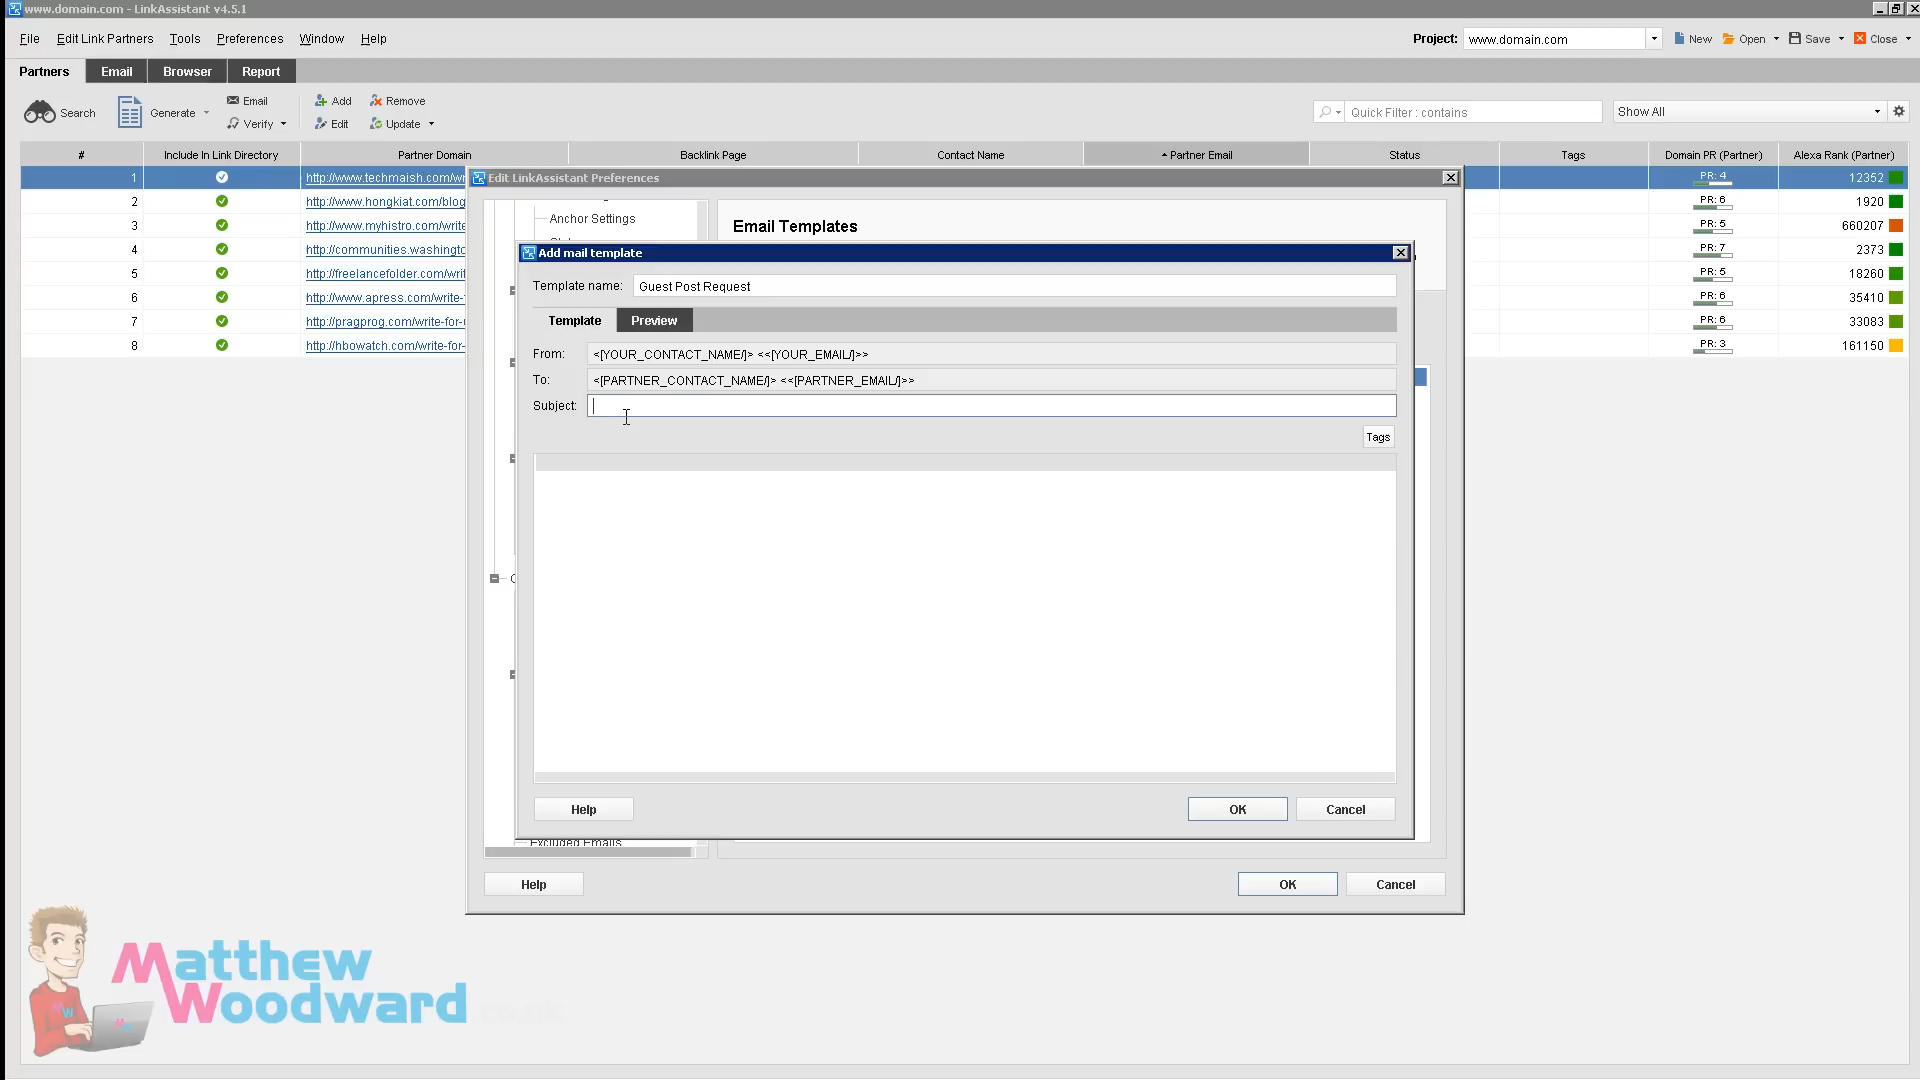 www.domain.com - LinkAssistant v4.5.1
File Edit Link Partners Tools Preferences Window Help
Project: www.domain.com New Open Save Close
Partners Email Browser Report
Search Generate Email Verify Add Edit Remove Update
Quick Filter : contains Show All
# Include In Link Directory Partner Domain Backlink Page Contact Name Partner Email Status Tags Domain PR (Partner) Alexa Rank (Partner)
1 http://www.techmaish.com/wr PR: 4 12352
2 http://www.hongkiat.com/blog PR: 6 1920
3 http://www.myhistro.com/write PR: 5 660207
4 http://communities.washingto PR: 7 2373
5 http://freelancefolder.com/writ PR: 5 18260
6 http://www.apress.com/write- PR: 6 35410
7 http://pragprog.com/write-for- PR: 6 33083
8 http://hbowatch.com/write-for- PR: 3 161150
Edit LinkAssistant Preferences
Anchor Settings
Email Templates
Add mail template
Template name: Guest Post Request
Template Preview
From: <[YOUR_CONTACT_NAME/]> <<[YOUR_EMAIL/]>>
To: <[PARTNER_CONTACT_NAME/]> <<[PARTNER_EMAIL/]>>
Subject:
Tags
Help OK Cancel
Excluded Emails
Help OK Cancel
Matthew
Woodward